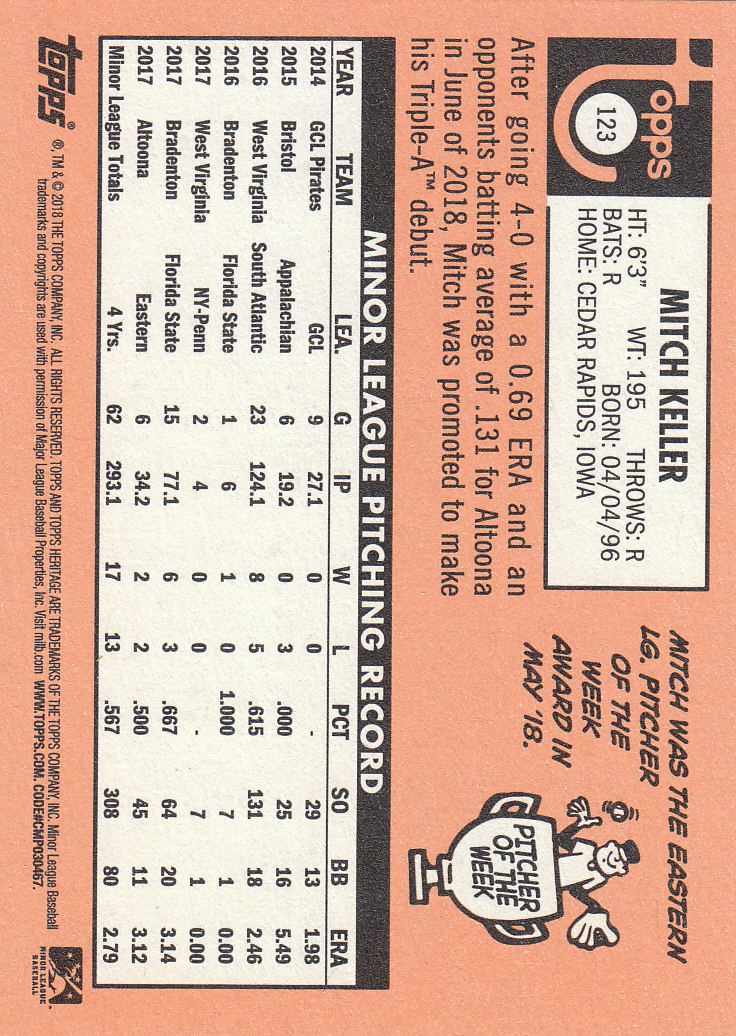 topps
123
MITCH KELLER
HT: 6'3" WT: 195 THROWS: R
BATS: R BORN: 04/04/96
HOME: CEDAR RAPIDS, IOWA
After going 4-0 with a 0.69 ERA and an
opponents batting average of .131 for Altoona
in June of 2018, Mitch was promoted to make
his Triple-A™ debut.
MITCH WAS THE EASTERN
LG. PITCHER
OF THE
WEEK
AWARD IN
MAY '18.
PITCHER
OF THE
WEEK
MINOR LEAGUE PITCHING RECORD
YEAR TEAM LEA. G IP W L PCT SO BB ERA
2014 GCL Pirates GCL 9 27.1 0 0 - 29 13 1.98
2015 Bristol Appalachian 6 19.2 0 3 .000 25 16 5.49
2016 West Virginia South Atlantic 23 124.1 8 5 .615 131 18 2.46
2016 Bradenton Florida State 1 6 1 0 1.000 7 1 0.00
2017 West Virginia NY-Penn 2 4 0 0 - 7 1 0.00
2017 Bradenton Florida State 15 77.1 6 3 .667 64 20 3.14
2017 Altoona Eastern 6 34.2 2 2 .500 45 11 3.12
Minor League Totals 4 Yrs. 62 293.1 17 13 .567 308 80 2.79
topps® ®, TM & © 2018 THE TOPPS COMPANY, INC. ALL RIGHTS RESERVED. TOPPS AND TOPPS HERITAGE ARE TRADEMARKS OF THE TOPPS COMPANY, INC. Minor League Baseball
trademarks and copyrights are used with permission of Major League Baseball Properties, Inc. Visit milb.com WWW.TOPPS.COM. CODE#CMP030467.
MINOR LEAGUE
BASEBALL